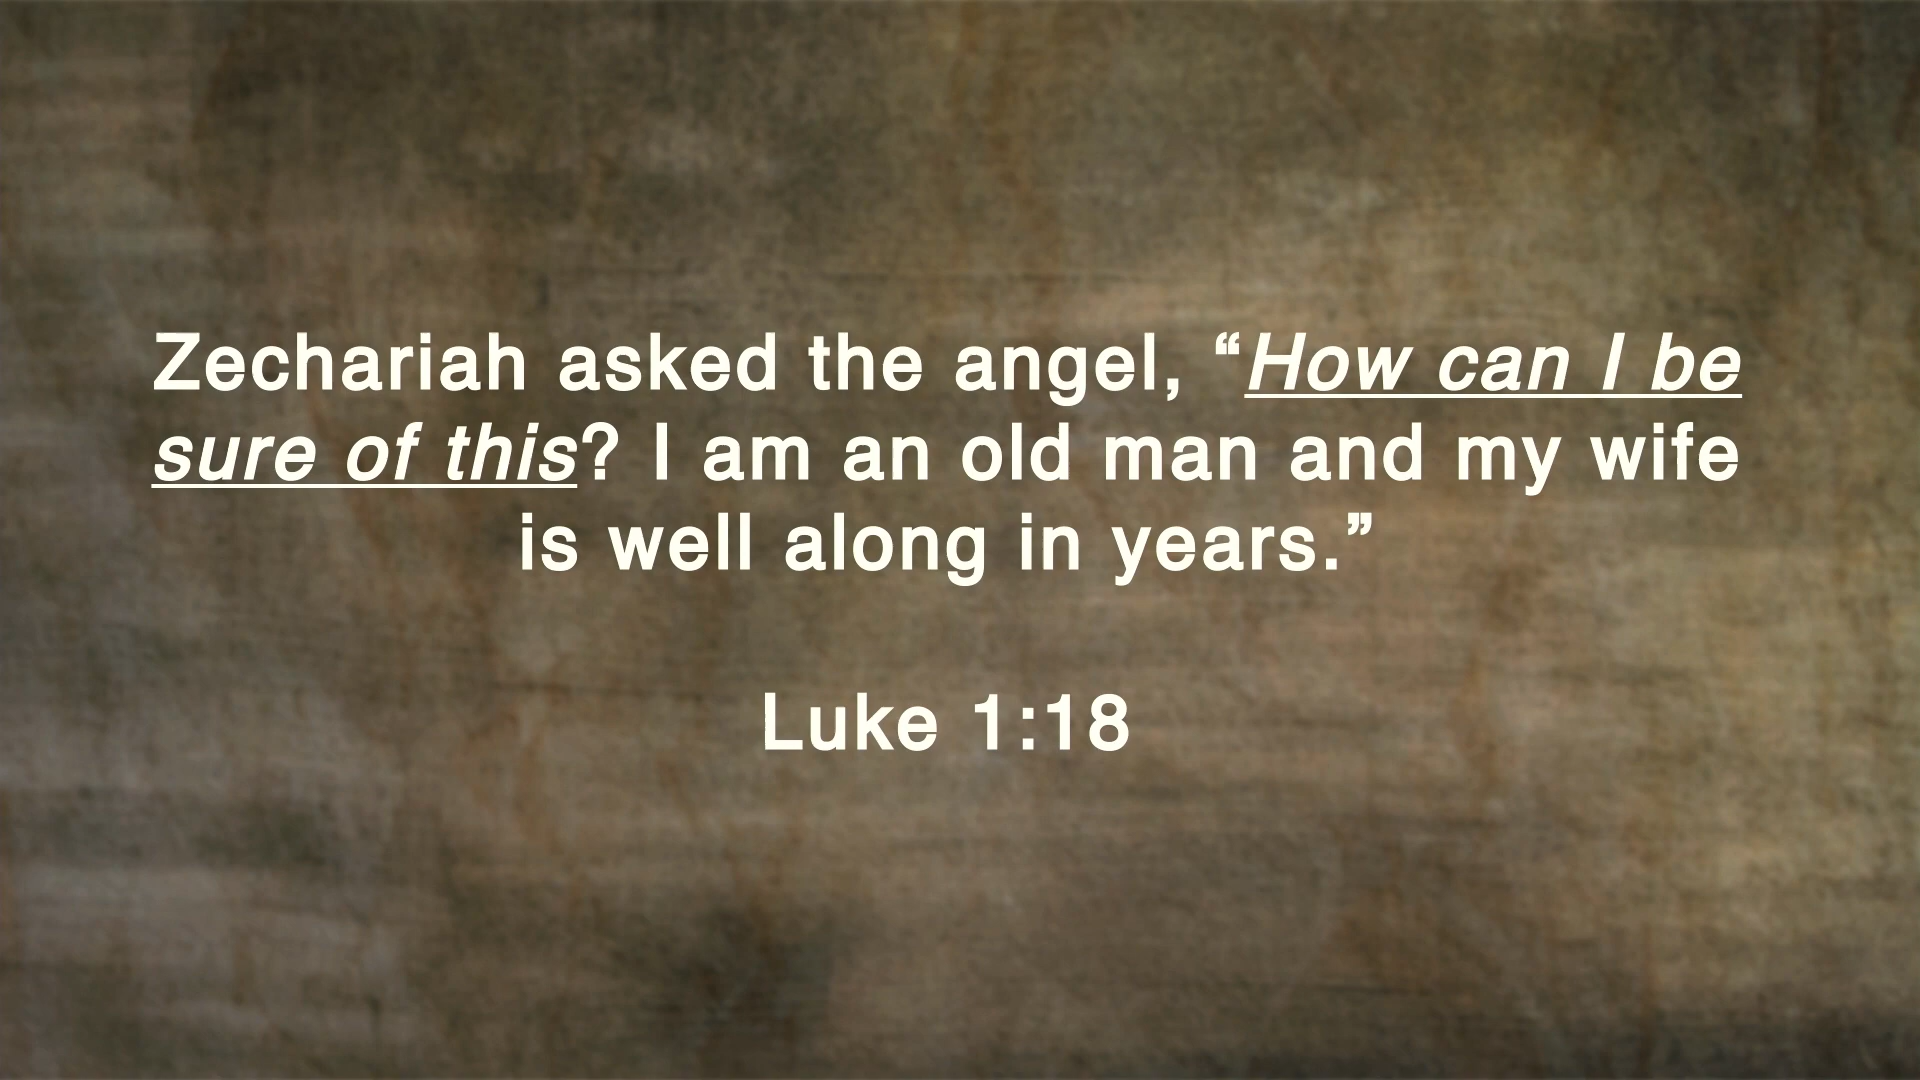 Zechariah asked the angel, “How can I be
sure of this? I am an old man and my wife
is well along in years.”
Luke 1:18